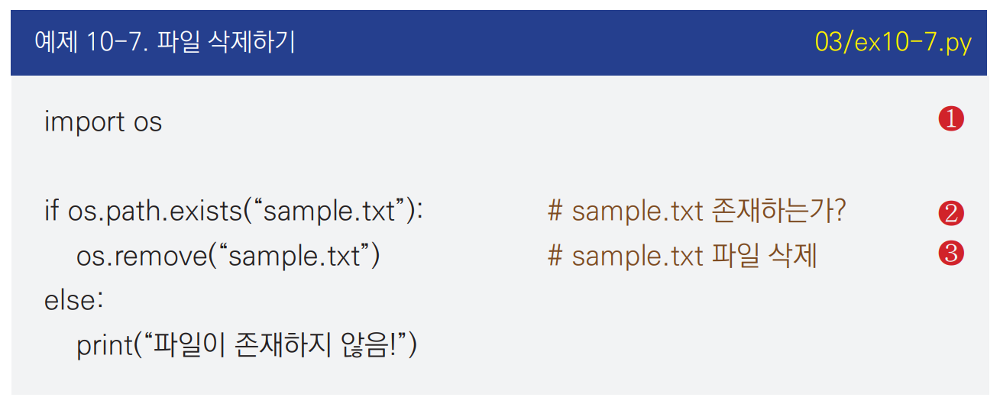 예제 10-7. 파일 삭제하기 03/ex10-7.py
import os ❶
if os.path.exists(“sample.txt”): # sample.txt 존재하는가? ❷
os.remove(“sample.txt”) # sample.txt 파일 삭제 ❸
else:
print(“파일이 존재하지 않음!”)